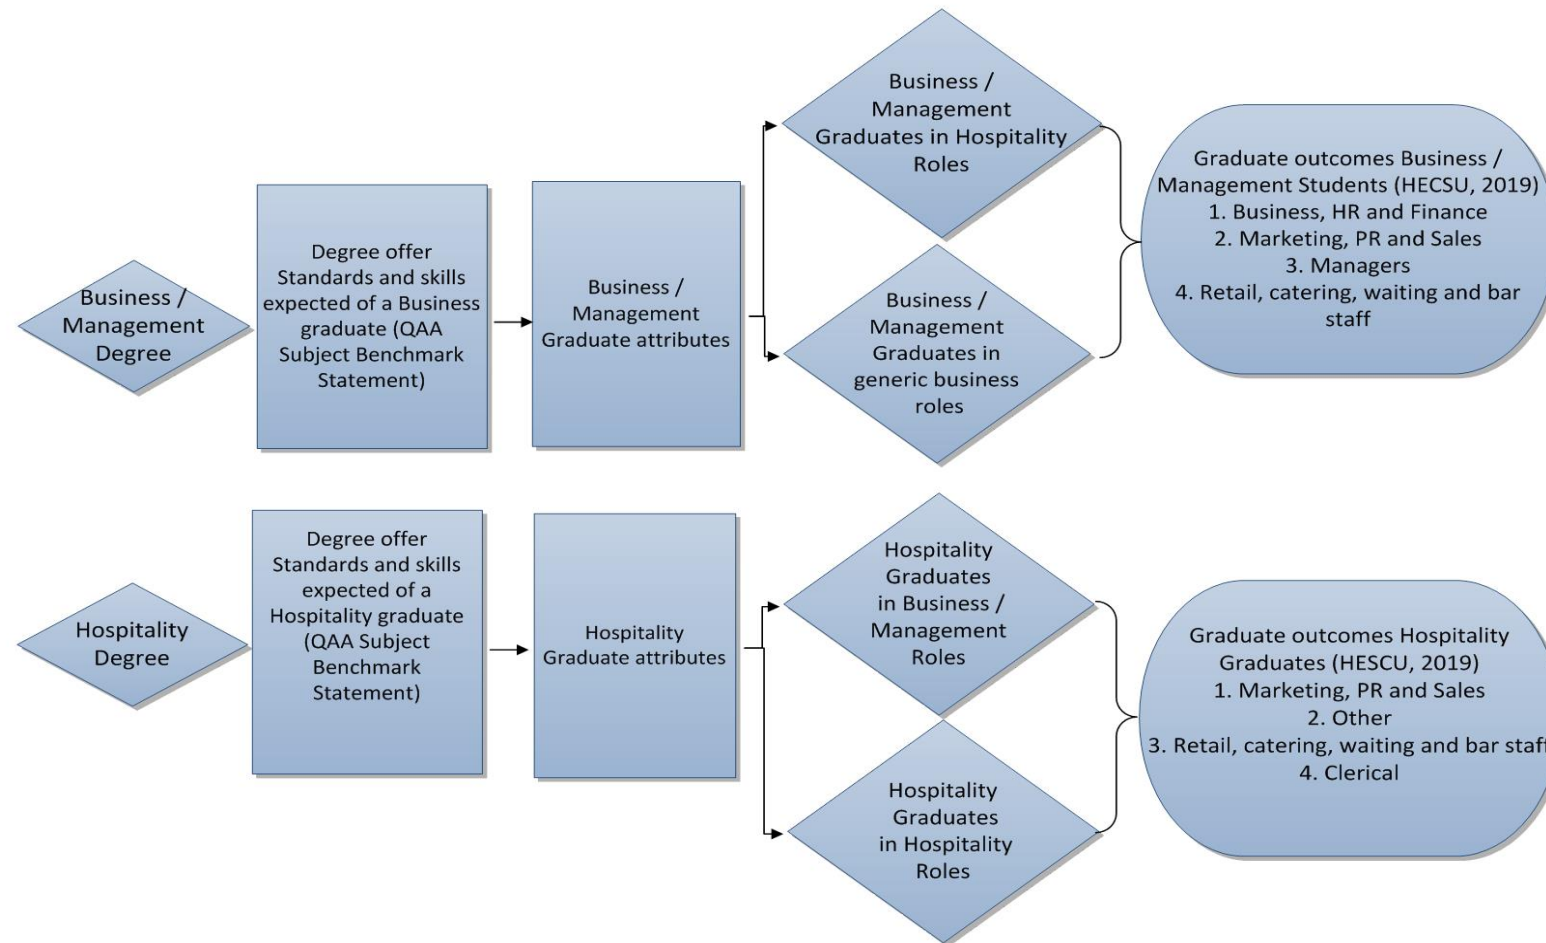 Business /
Management
Degree
Degree offer
Standards and skills
expected of a Business
graduate (QAA
Subject Benchmark
Statement)
Business /
Management
Graduate attributes
Business /
Management
Graduates in Hospitality
Roles
Business /
Management
Graduates in
generic business
roles
Graduate outcomes Business /
Management Students (HECSU, 2019)
1. Business, HR and Finance
2. Marketing, PR and Sales
3. Managers
4. Retail, catering, waiting and bar
staff
Hospitality
Degree
Degree offer
Standards and skills
expected of a
Hospitality graduate
(QAA Subject
Benchmark
Statement)
Hospitality
Graduate attributes
Hospitality
Graduates
in Business /
Management
Roles
Hospitality
Graduates
in Hospitality
Roles
Graduate outcomes Hospitality
Graduates (HESCU, 2019)
1. Marketing, PR and Sales
2. Other
3. Retail, catering, waiting and bar staff
4. Clerical